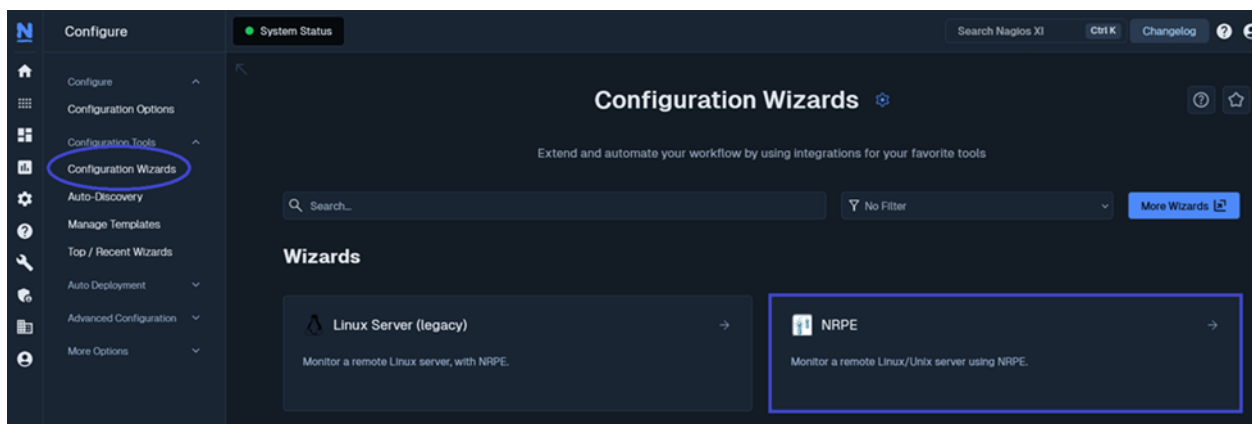 N
Configure
System Status
Search Nagios XI
Ctrl K
Changelog
Configure
Configuration Options
Configuration Tools
Configuration Wizards
Auto-Discovery
Manage Templates
Top / Recent Wizards
Auto Deployment
Advanced Configuration
More Options
Configuration Wizards
Extend and automate your workflow by using integrations for your favorite tools
Search...
No Filter
More Wizards
Wizards
Linux Server (legacy)
Monitor a remote Linux server, with NRPE.
NRPE
Monitor a remote Linux/Unix server using NRPE.